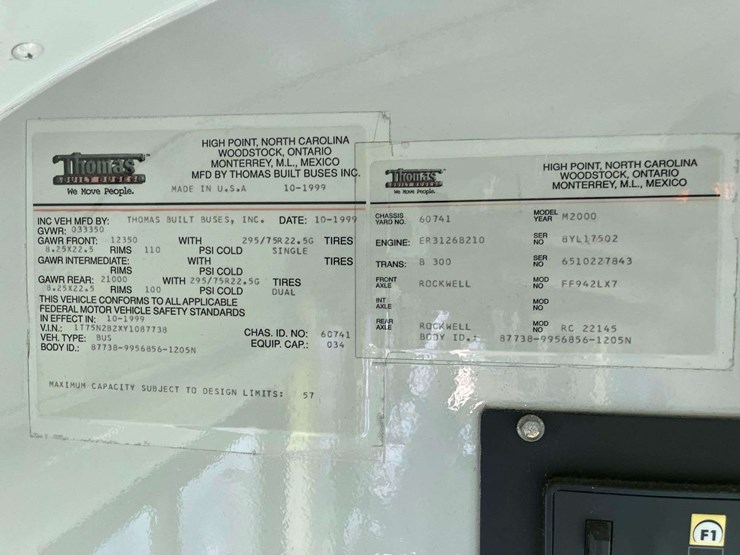 Thomas
BUILT BUSES
We Move People.
HIGH POINT, NORTH CAROLINA
WOODSTOCK, ONTARIO
MONTERREY, M.L., MEXICO
MFD BY THOMAS BUILT BUSES INC.
MADE IN U.S.A 10-1999
INC VEH MFD BY: THOMAS BUILT BUSES, INC. DATE: 10-1999
GVWR: 033350
GAWR FRONT: 12350 WITH 295/75R22.5G TIRES
8.25X22.5 RIMS 110 PSI COLD SINGLE
GAWR INTERMEDIATE: WITH TIRES
RIMS PSI COLD
GAWR REAR: 21000 WITH 295/75R22.5G TIRES
8.25X22.5 RIMS 100 PSI COLD DUAL
THIS VEHICLE CONFORMS TO ALL APPLICABLE
FEDERAL MOTOR VEHICLE SAFETY STANDARDS
IN EFFECT IN: 10-1999
V.I.N.: 1T75N2B2XY1087738 CHAS. ID. NO: 60741
VEH. TYPE: BUS EQUIP. CAP.: 034
BODY ID.: 87738-9956856-1205N
MAXIMUM CAPACITY SUBJECT TO DESIGN LIMITS: 57
Thomas
BUILT BUSES
We Move People.
HIGH POINT, NORTH CAROLINA
WOODSTOCK, ONTARIO
MONTERREY, M.L., MEXICO
CHASSIS YARD NO. 60741 MODEL YEAR M2000
ENGINE: ER3126B210 SER NO 8YL17502
TRANS: B 300 SER NO 6510227843
FRONT AXLE ROCKWELL MOD NO FF942LX7
INT AXLE MOD NO
REAR AXLE ROCKWELL MOD NO RC 22145
BODY ID.: 87738-9956856-1205N
F1